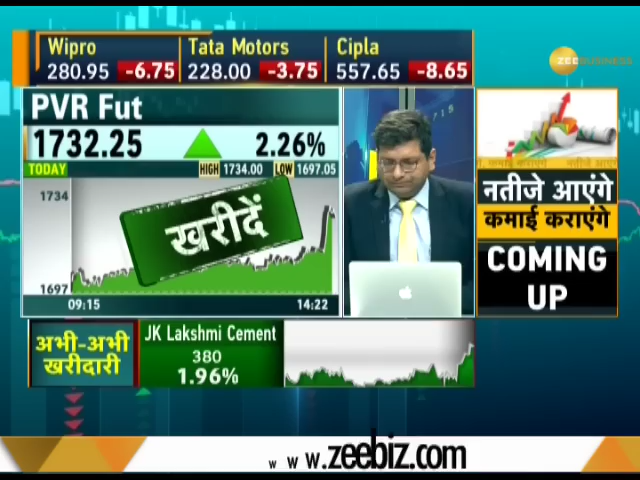 Wipro
280.95 -6.75
Tata Motors
228.00 -3.75
Cipla
557.65 -8.65
ZEE BUSINESS
PVR Fut
1732.25 2.26%
TODAY HIGH 1734.00 LOW 1697.05
1734
खरीदें
1697
09:15 14:22
नतीजे आएंगे
कमाई कराएंगे
COMING
UP
अभी-अभी
खरीदारी
JK Lakshmi Cement
380
1.96%
www.zeebiz.com